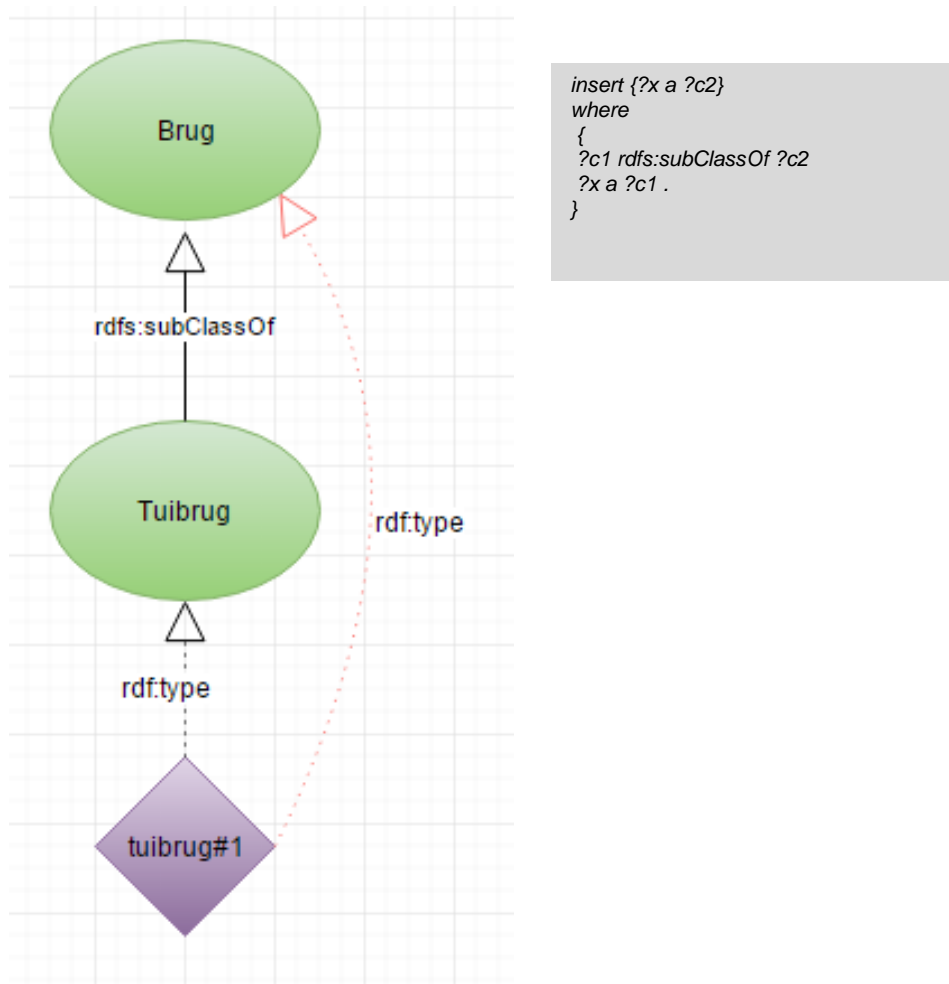 Brug
rdfs:subClassOf
Tuibrug
rdf:type
rdf:type
tuibrug#1
insert {?x a ?c2}
where
{
?c1 rdfs:subClassOf ?c2
?x a ?c1 .
}